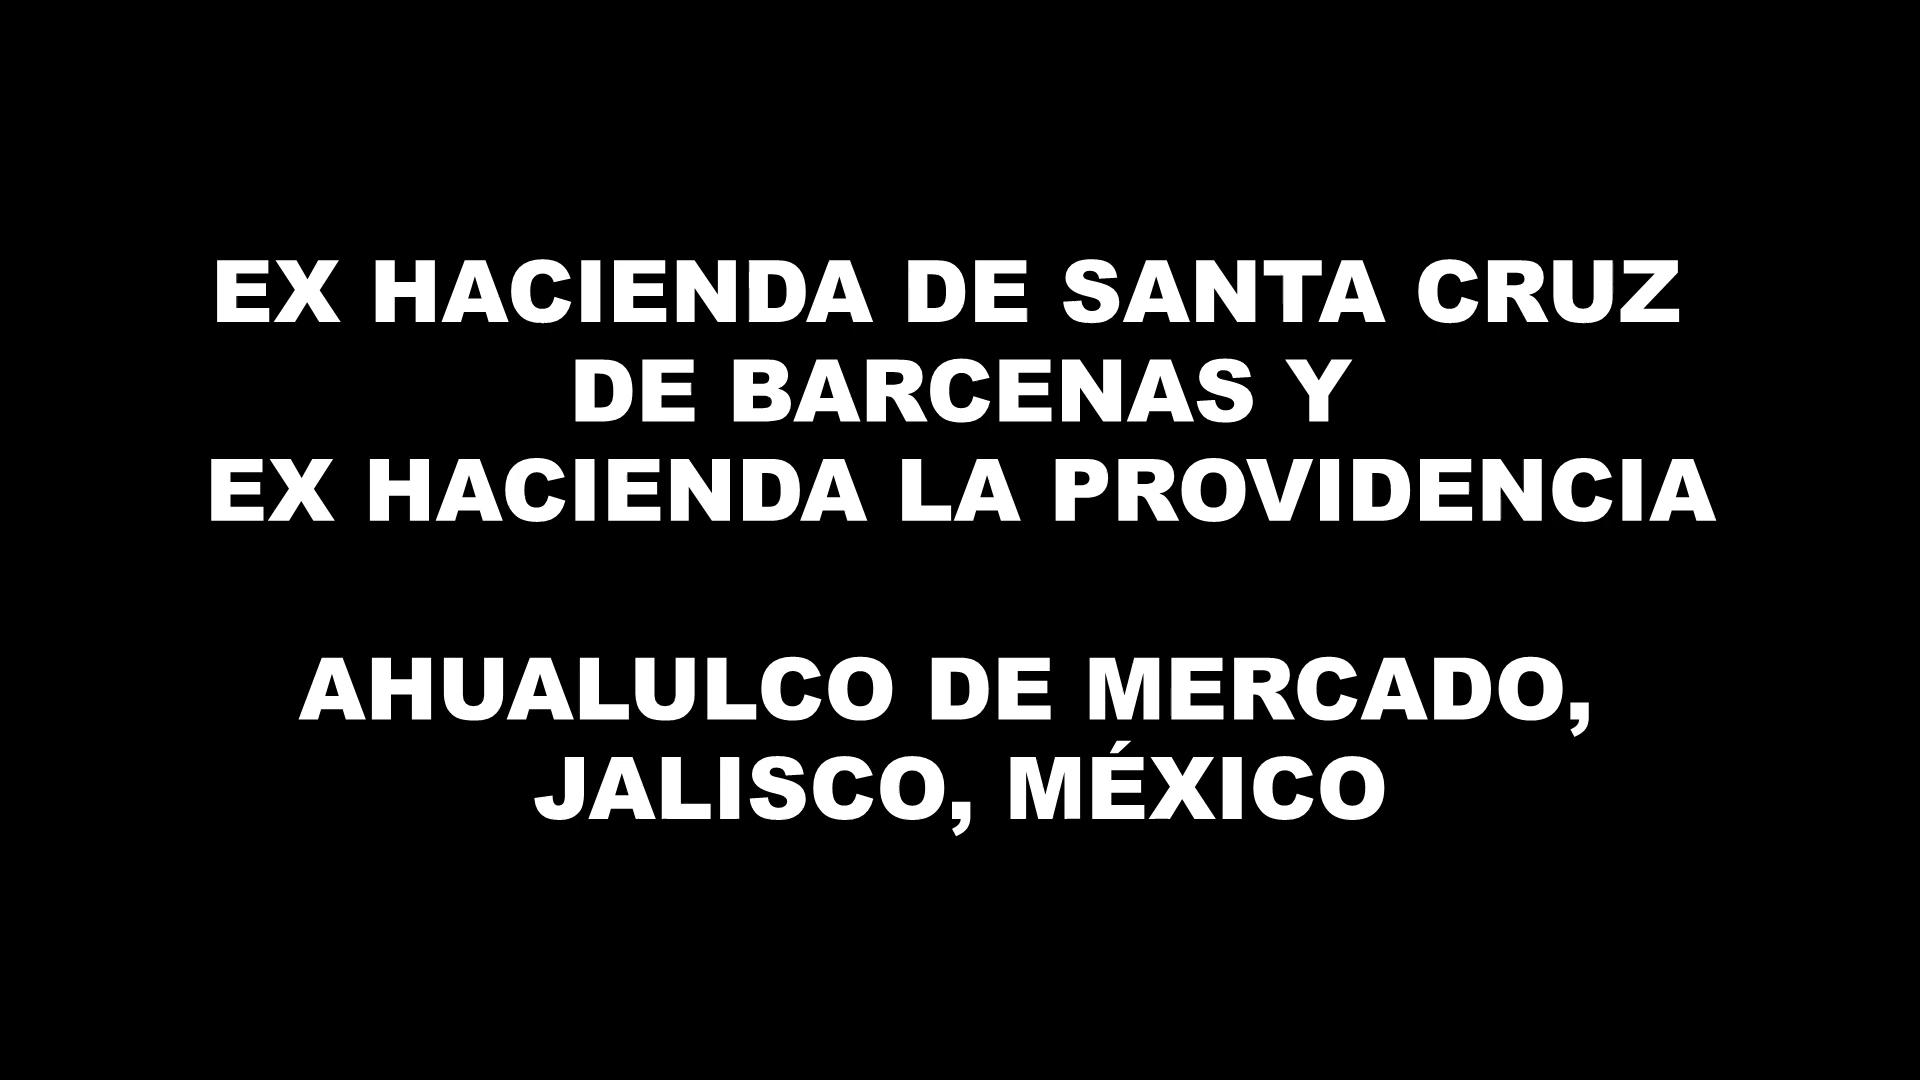 EX HACIENDA DE SANTA CRUZ
DE BARCENAS Y
EX HACIENDA LA PROVIDENCIA
AHUALULCO DE MERCADO,
JALISCO, MÉXICO